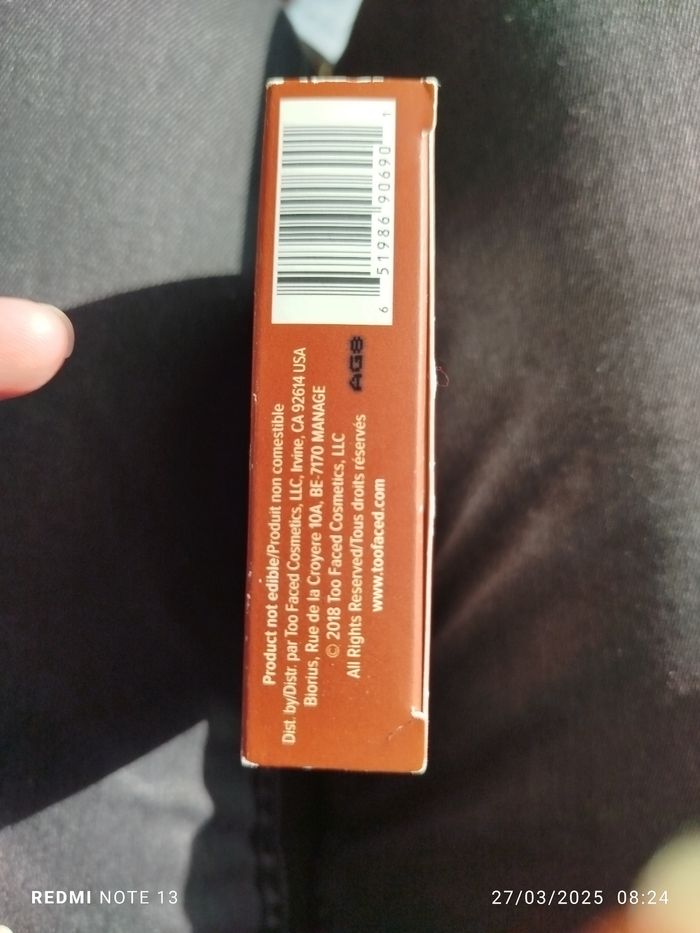 6 51986 90690 1
AG8
Product not edible/Produit non comestible
Dist. by/Distr. par Too Faced Cosmetics, LLC, Irvine, CA 92614 USA
Biorius, Rue de la Croyere 10A, BE-7170 MANAGE
© 2018 Too Faced Cosmetics, LLC
All Rights Reserved/Tous droits réservés
www.toofaced.com
REDMI NOTE 13
27/03/2025 08:24